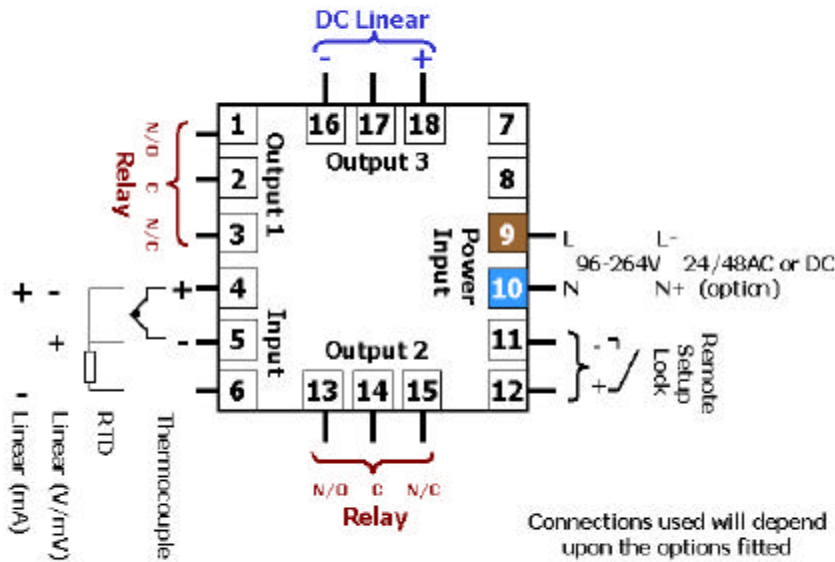 DC Linear
- +
1 16 17 18 7
Output 3
N/O
C
N/C
Relay
Output 1
2 8
3 9
Power
Input
L L-
96-264V 24/48AC or DC
N N+ (option)
+ - + 4 10
+ - 5 11
Input
Output 2
6 13 14 15 12
-
+
Remote
Setup
Lock
-
Thermocouple
RTD
Linear (V/mV)
Linear (mA)
N/O C N/C
Relay
Connections used will depend
upon the options fitted